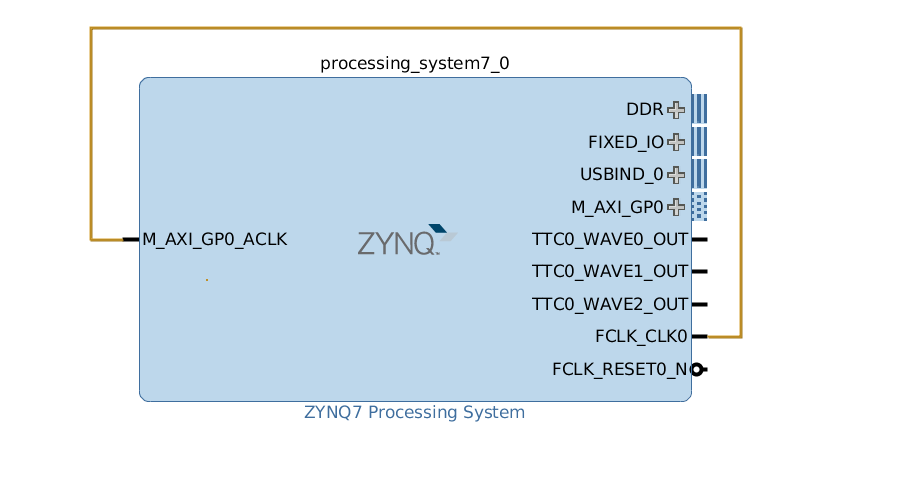 processing_system7_0
DDR
FIXED_IO
USBIND_0
M_AXI_GP0
M_AXI_GP0_ACLK
ZYNQ
TTC0_WAVE0_OUT
TTC0_WAVE1_OUT
TTC0_WAVE2_OUT
FCLK_CLK0
FCLK_RESET0_N
ZYNQ7 Processing System